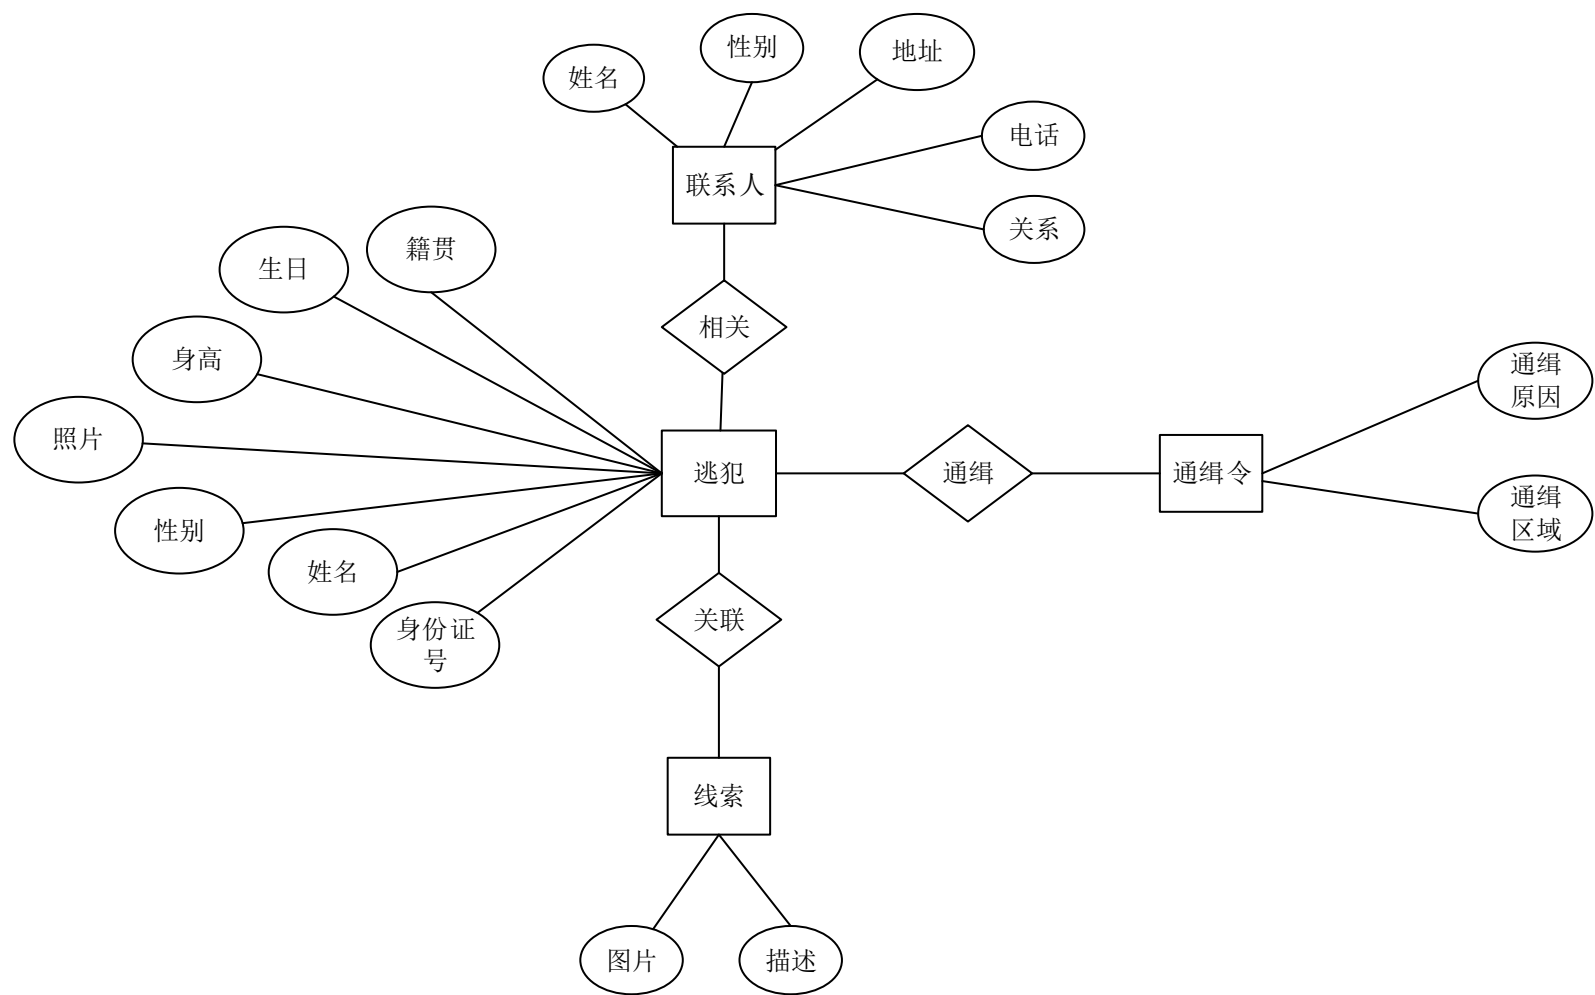 性别
地址
姓名
电话
联系人
关系
籍贯
生日
相关
身高
通缉
原因
照片
逃犯
通缉
通缉令
通缉
区域
性别
姓名
关联
身份证
号
线索
图片
描述